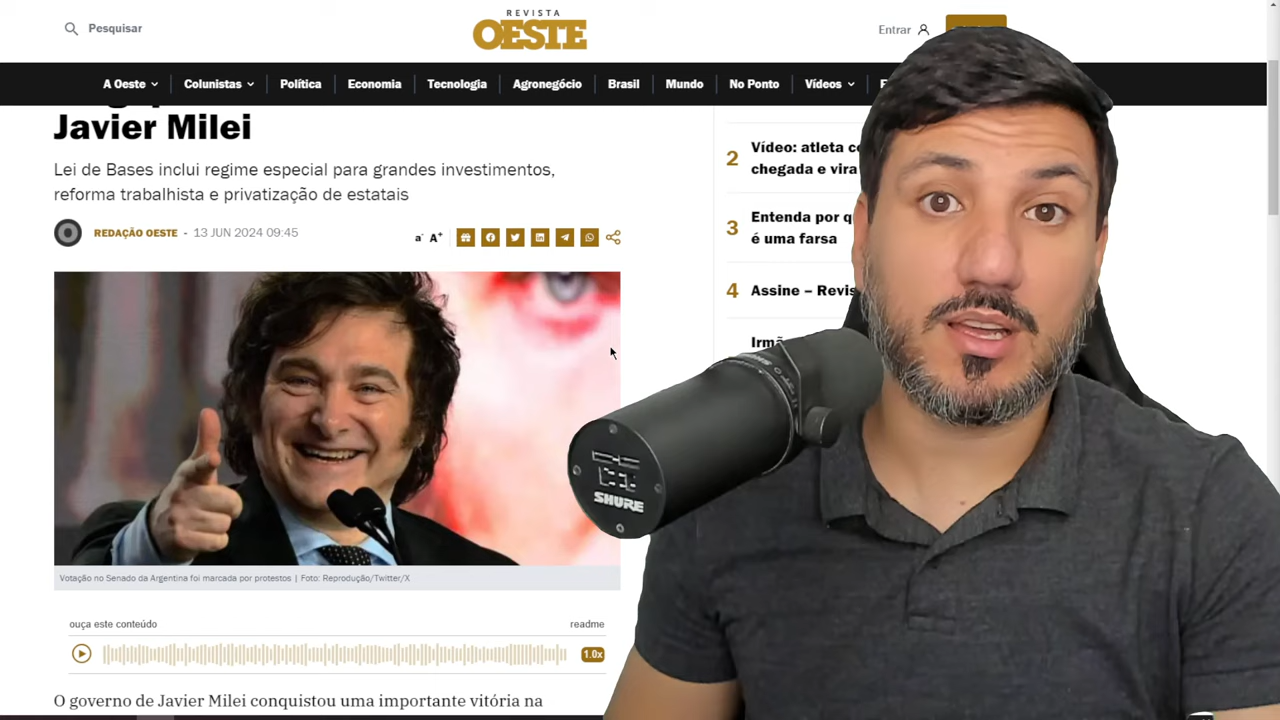 Pesquisar
REVISTA
OESTE
Entrar
A Oeste
Colunistas
Política
Economia
Tecnologia
Agronegócio
Brasil
Mundo
No Ponto
Vídeos
Javier Milei
Lei de Bases inclui regime especial para grandes investimentos,
reforma trabalhista e privatização de estatais
REDAÇÃO OESTE - 13 JUN 2024 09:45
a- A+
Votação no Senado da Argentina foi marcada por protestos | Foto: Reprodução/Twitter/X
ouça este conteúdo
readme
1.0x
O governo de Javier Milei conquistou uma importante vitória na
2
Vídeo: atleta
chegada e vira
3
Entenda por
é uma farsa
4
Assine –
SHURE